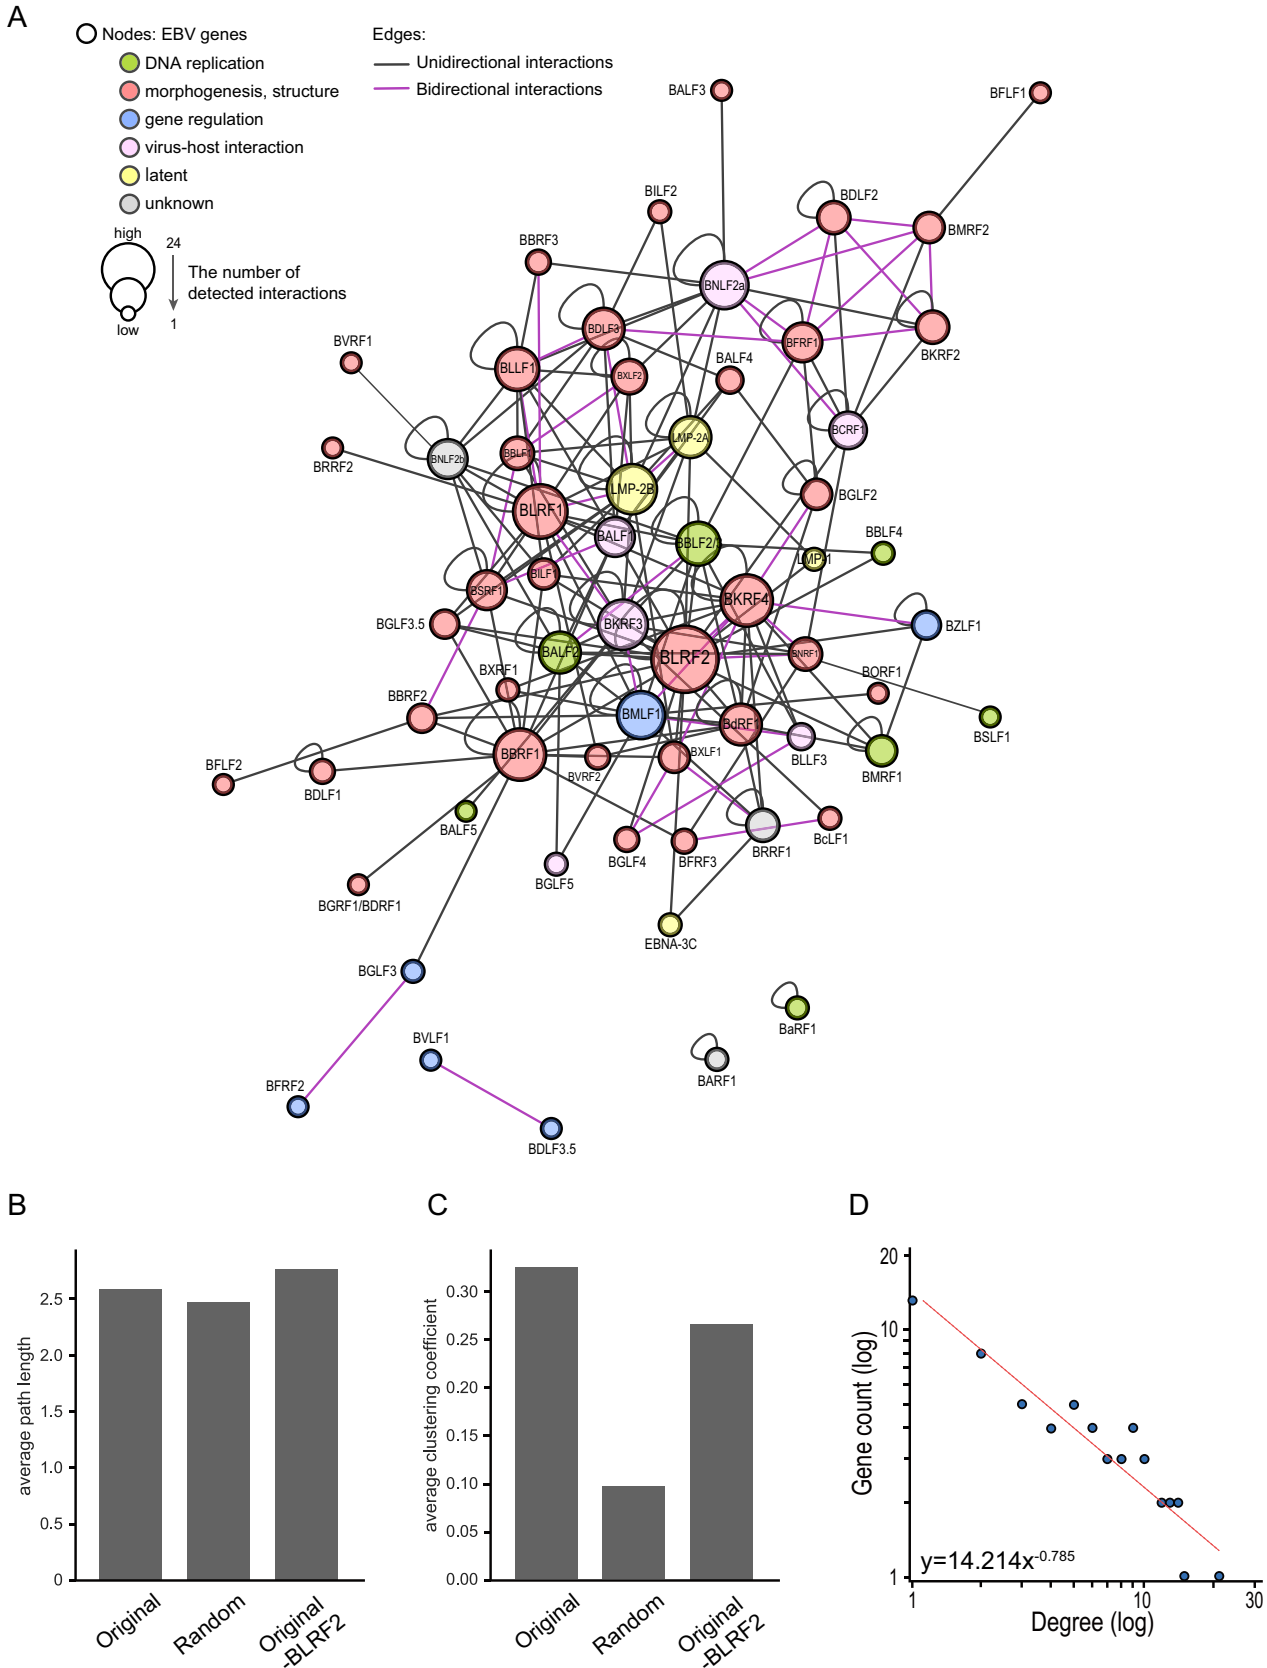 A
Nodes: EBV genes
DNA replication
morphogenesis, structure
gene regulation
virus-host interaction
latent
unknown
high
24
The number of
detected interactions
low
1
Edges:
Unidirectional interactions
Bidirectional interactions
BALF3
BFLF1
BILF2
BDLF2
BMRF2
BBRF3
BNLF2a
BVRF1
BDLF3
BFRF1
BKRF2
BLLF1
BXLF2
BALF4
BRRF2
BNLF2b
BBLF1
LMP-2A
BCRF1
LMP-2B
BGLF2
BLRF1
BALF1
BBLF2/3
BBLF4
LMP-1
BSRF1
BILF1
BKRF4
BGLF3.5
BKRF3
BZLF1
BALF2
BLRF2
BNRF1
BXRF1
BORF1
BBRF2
BMLF1
BdRF1
BSLF1
BBRF1
BVRF2
BXLF1
BLLF3
BMRF1
BFLF2
BDLF1
BALF5
BGLF4
BFRF3
BRRF1
BcLF1
BGLF5
BGRF1/BDRF1
EBNA-3C
BGLF3
BaRF1
BVLF1
BARF1
BFRF2
BDLF3.5
B
average path length
2.5
2.0
1.5
1.0
0.5
0
Original
Random
Original
-BLRF2
C
average clustering coefficient
0.30
0.25
0.20
0.15
0.10
0.05
0.00
Original
Random
Original
-BLRF2
D
Gene count (log)
20
10
1
y=14.214x-0.785
1
10
30
Degree (log)